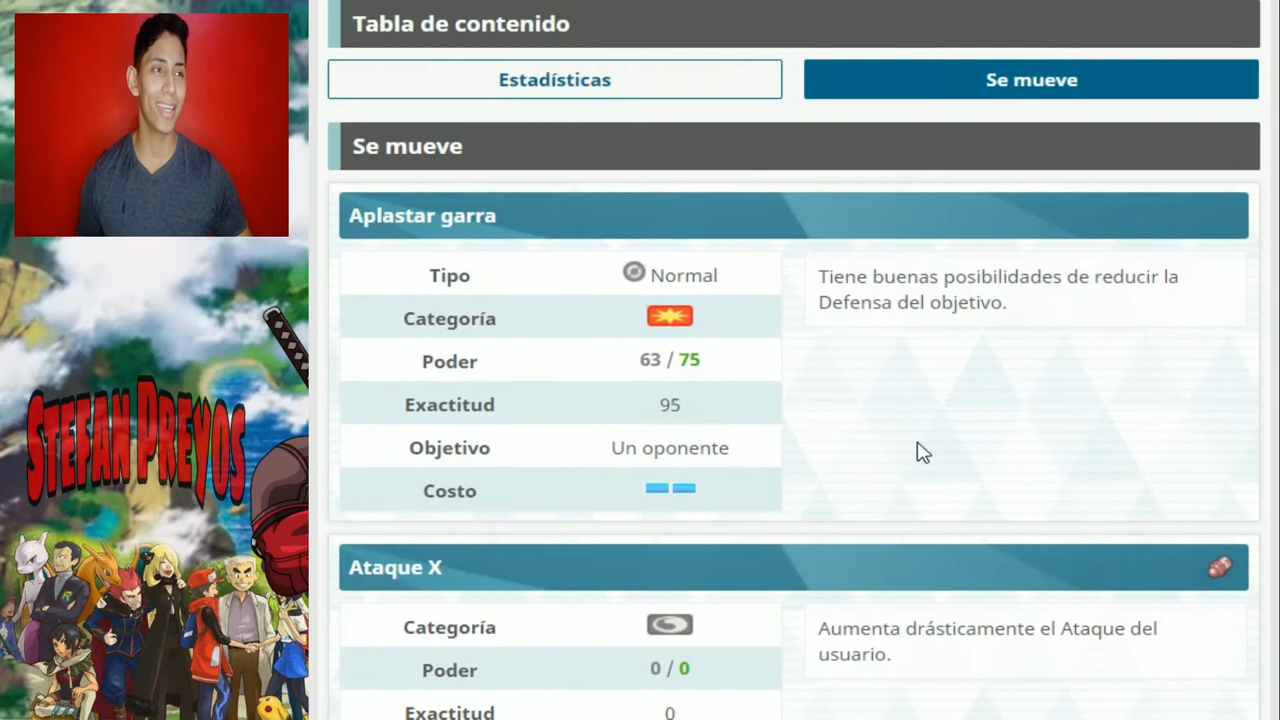 Tabla de contenido
Estadísticas
Se mueve
Se mueve
Aplastar garra
Tipo
Normal
Tiene buenas posibilidades de reducir la
Defensa del objetivo.
Categoría
Poder
63 / 75
Exactitud
95
Objetivo
Un oponente
Costo
STEFAN PREYOS
Ataque X
Categoría
Aumenta drásticamente el Ataque del
usuario.
Poder
0 / 0
Exactitud
0